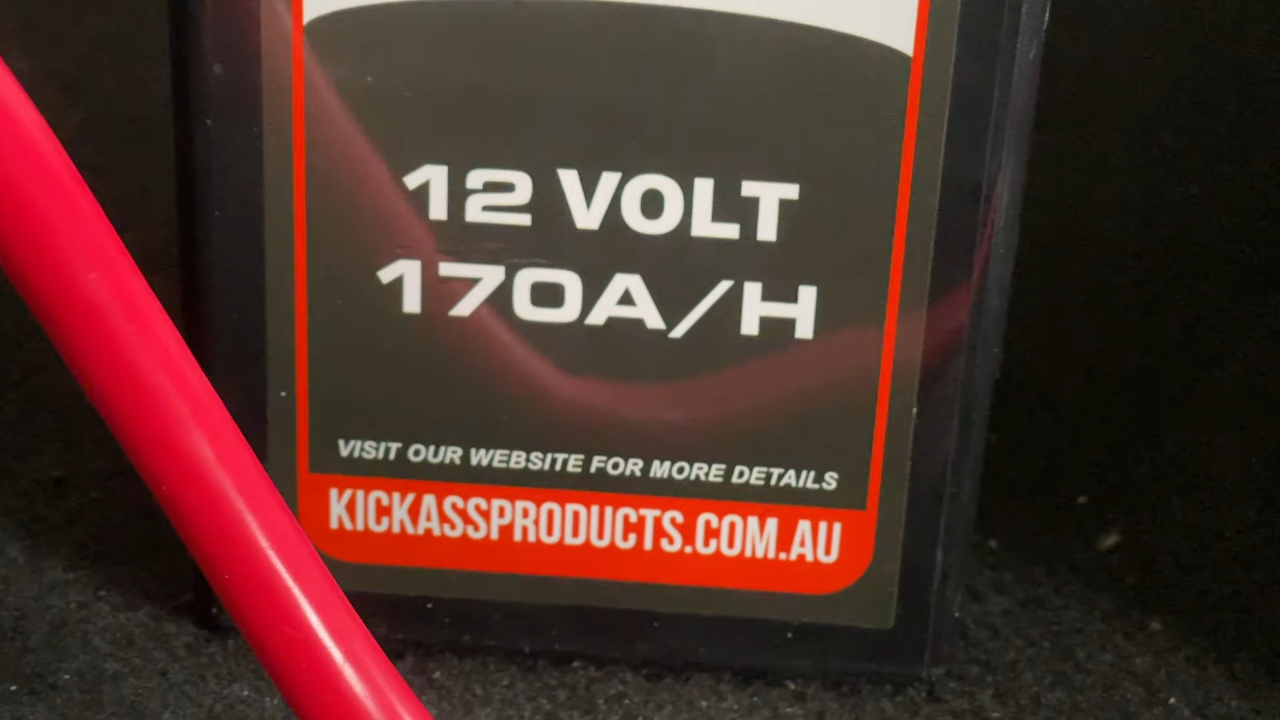 12 VOLT
170A/H
VISIT OUR WEBSITE FOR MORE DETAILS
KICKASSPRODUCTS.COM.AU